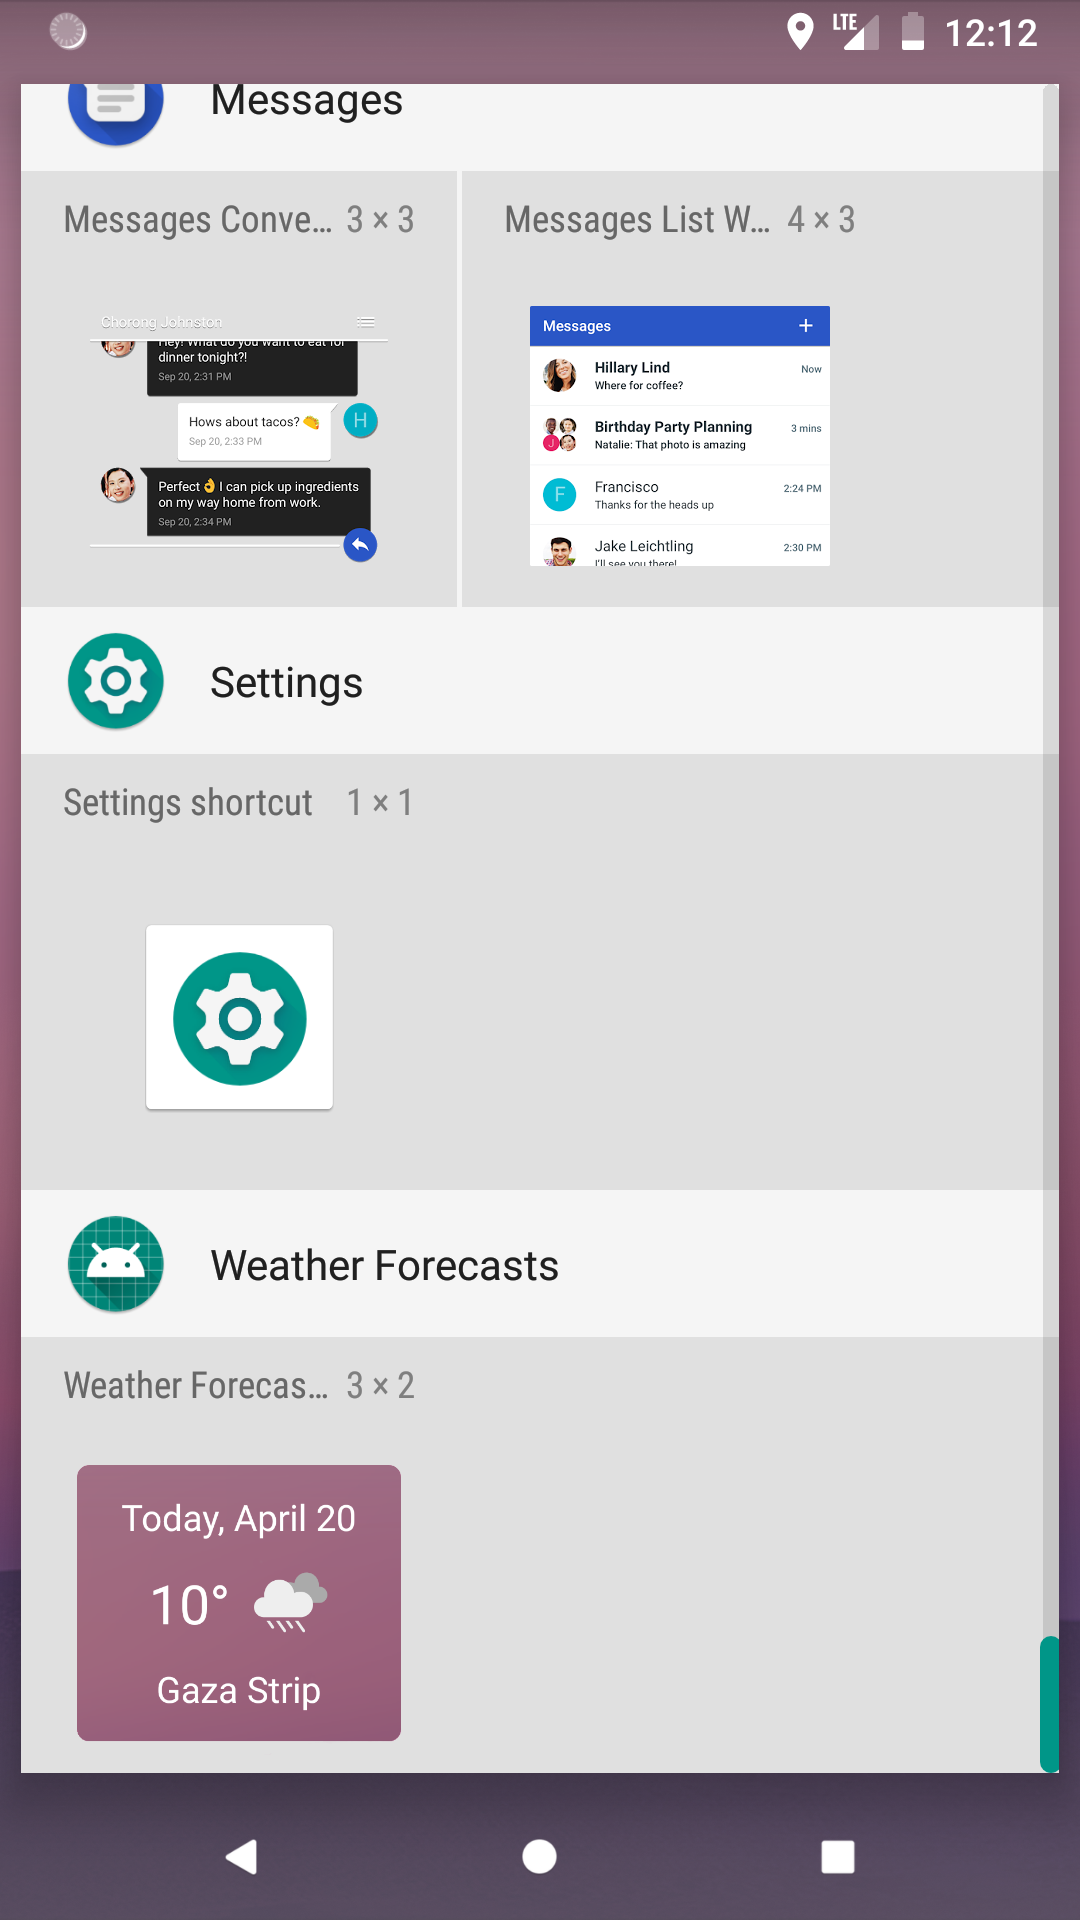 LTE 12:12
Messages
Messages Conve... 3 × 3
Messages List W... 4 × 3
Chorong Johnston
Hey! What do you want to eat for
dinner tonight?!
Sep 20, 2:31 PM
Hows about tacos? 🌮
H
Sep 20, 2:33 PM
Perfect 👌 I can pick up ingredients
on my way home from work.
Sep 20, 2:34 PM
Messages +
Hillary Lind Now
Where for coffee?
Birthday Party Planning 3 mins
J
Natalie: That photo is amazing
F
Francisco 2:24 PM
Thanks for the heads up
Jake Leichtling 2:30 PM
I'll see you there!
Settings
Settings shortcut 1 × 1
Weather Forecasts
Weather Forecas... 3 × 2
Today, April 20
10°
Gaza Strip